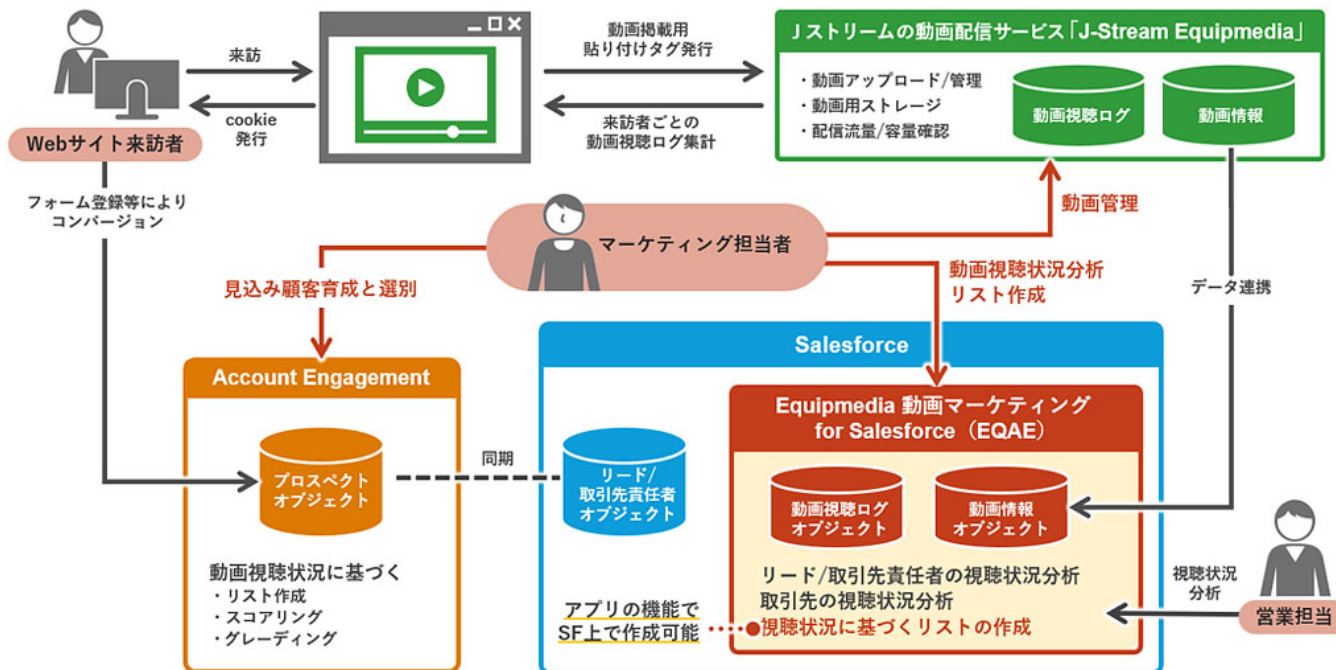 来訪
cookie
発行
Webサイト来訪者
動画掲載用
貼り付けタグ発行
来訪者ごとの
動画視聴ログ集計
Jストリームの動画配信サービス「J-Stream Equipmedia」
・動画アップロード/管理
・動画用ストレージ
・配信流量/容量確認
動画視聴ログ
動画情報
フォーム登録等により
コンバージョン
マーケティング担当者
動画管理
見込み顧客育成と選別
動画視聴状況分析
リスト作成
データ連携
Account Engagement
プロスペクト
オブジェクト
動画視聴状況に基づく
・リスト作成
・スコアリング
・グレーディング
同期
Salesforce
リード/
取引先責任者
オブジェクト
Equipmedia 動画マーケティング
for Salesforce（EQAE）
動画視聴ログ
オブジェクト
動画情報
オブジェクト
リード/取引先責任者の視聴状況分析
取引先の視聴状況分析
視聴状況に基づくリストの作成
アプリの機能で
SF上で作成可能
視聴状況
分析
営業担当